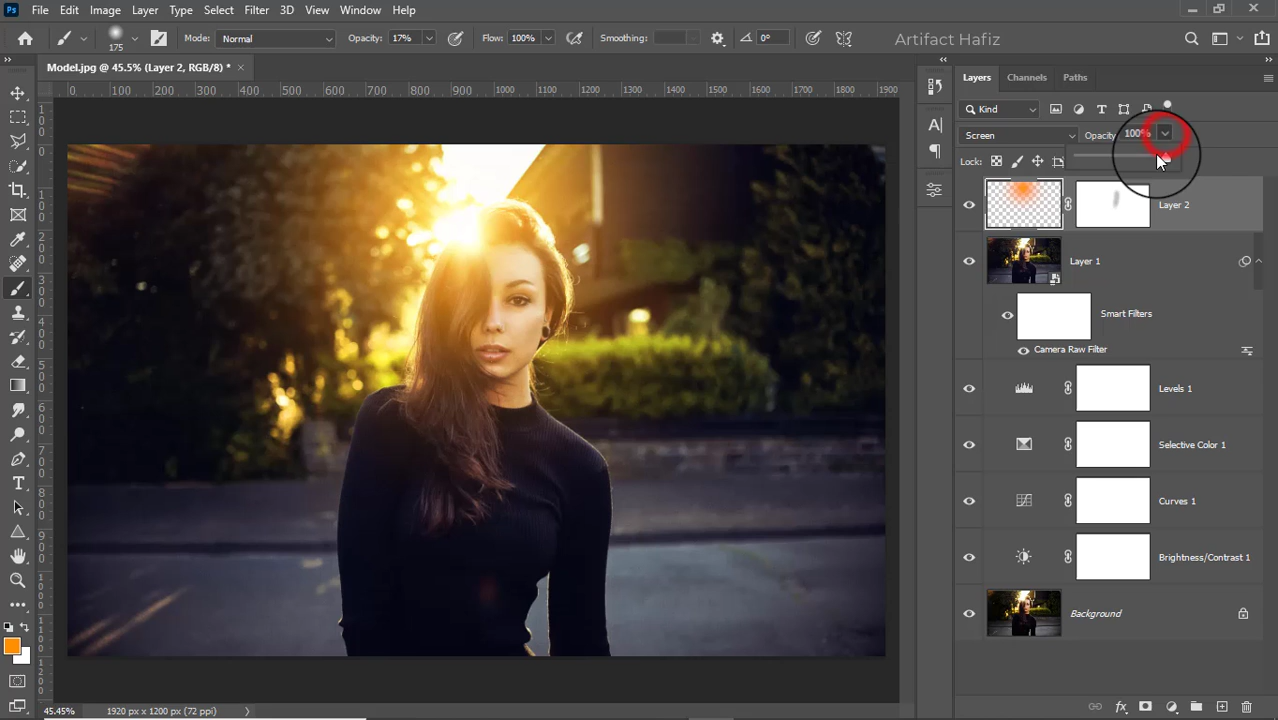 Ps File Edit Image Layer Type Select Filter 3D View Window Help
175 Mode: Normal Opacity: 17% Flow: 100% Smoothing: 0° Artifact Hafiz
Model.jpg @ 45.5% (Layer 2, RGB/8) * ×
Layers Channels Paths
0 100 200 300 400 500 600 700 800 900 1000 1100 1200 1300 1400 1500 1600 1700 1800 1900
Kind
Screen Opacity 100%
Lock:
Layer 2
Layer 1
Smart Filters
Camera Raw Filter
Levels 1
Selective Color 1
Curves 1
Brightness/Contrast 1
Background
45.45% 1920 px x 1200 px (72 ppi)